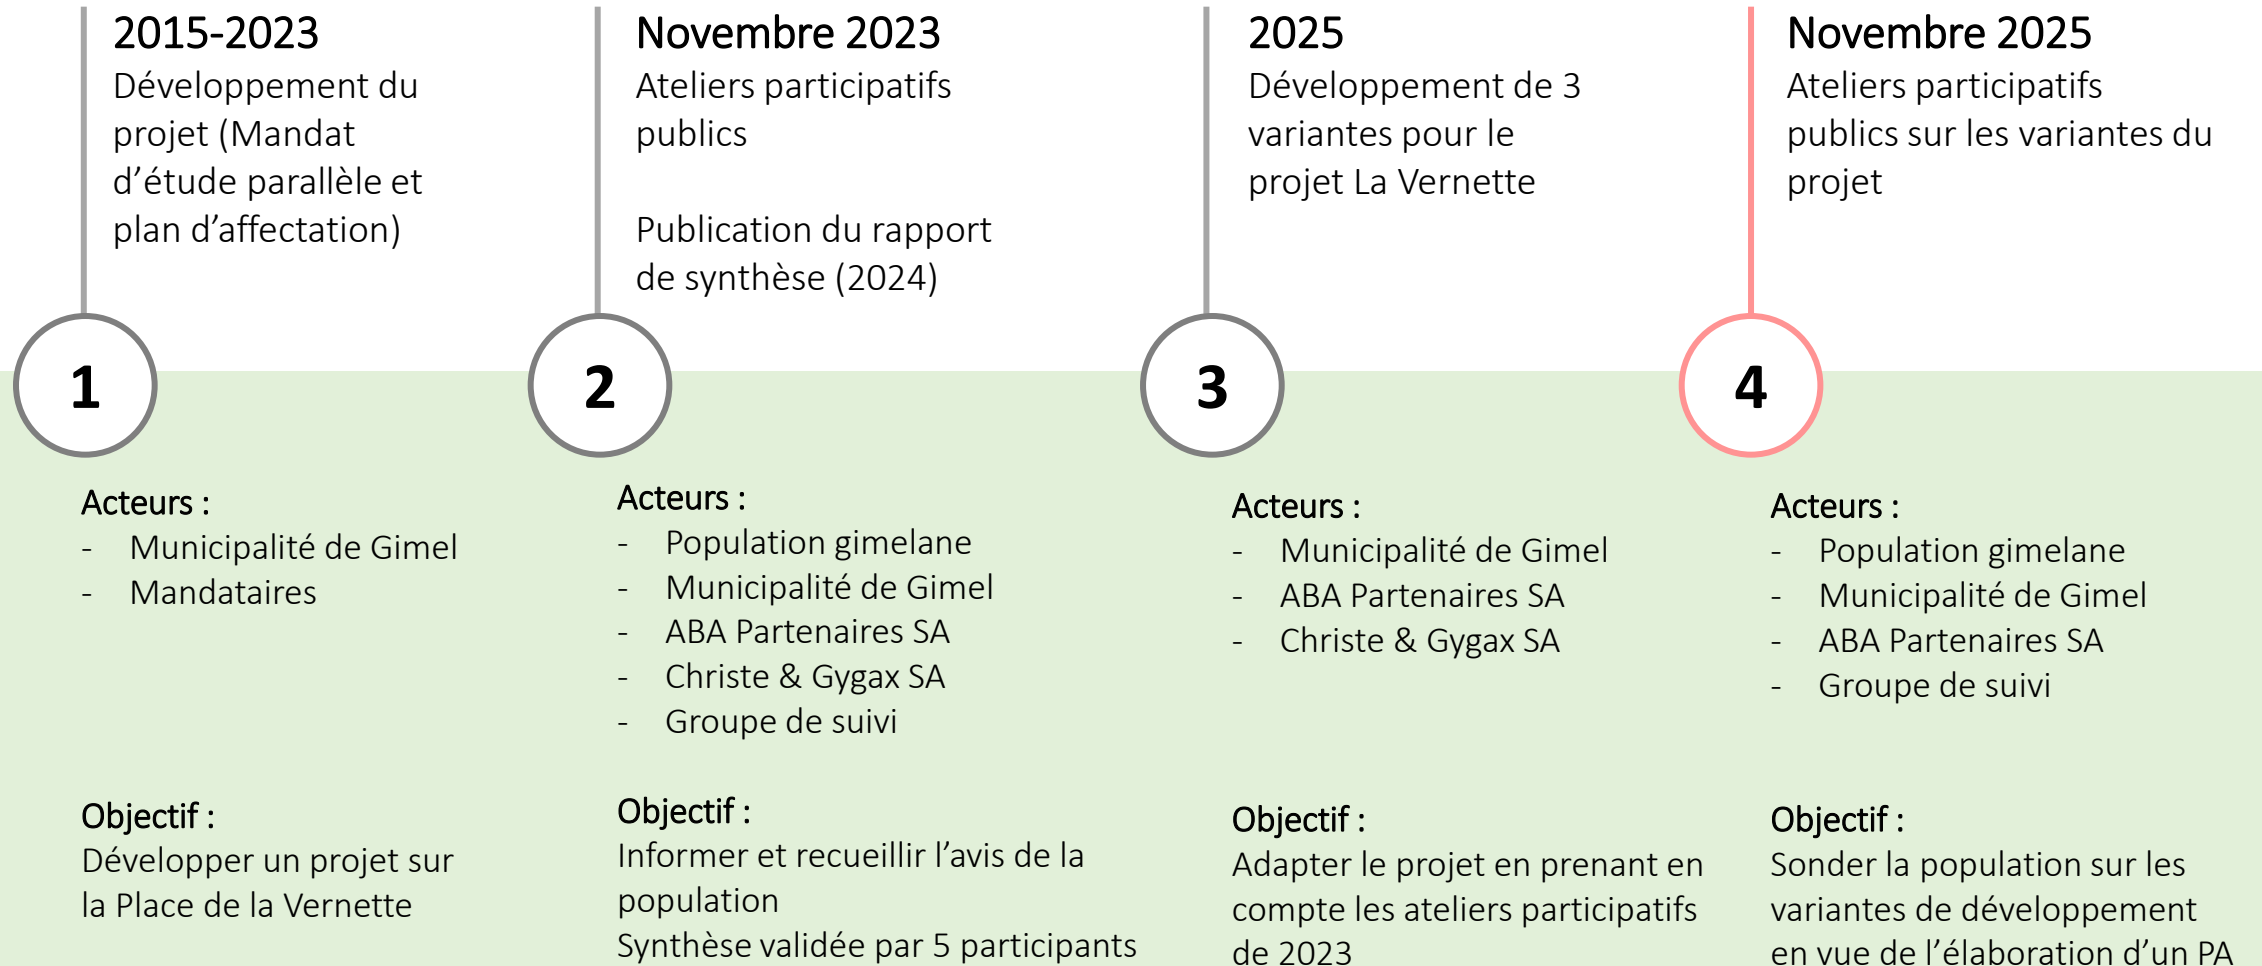 2015-2023
Développement du
projet (Mandat
d’étude parallèle et
plan d’affectation)
Novembre 2023
Ateliers participatifs
publics
Publication du rapport
de synthèse (2024)
2025
Développement de 3
variantes pour le
projet La Vernette
Novembre 2025
Ateliers participatifs
publics sur les variantes du
projet
1
2
3
4
Acteurs :
- Municipalité de Gimel
- Mandataires
Objectif :
Développer un projet sur
la Place de la Vernette
Acteurs :
- Population gimelane
- Municipalité de Gimel
- ABA Partenaires SA
- Christe & Gygax SA
- Groupe de suivi
Objectif :
Informer et recueillir l’avis de la
population
Synthèse validée par 5 participants
Acteurs :
- Municipalité de Gimel
- ABA Partenaires SA
- Christe & Gygax SA
Objectif :
Adapter le projet en prenant en
compte les ateliers participatifs
de 2023
Acteurs :
- Population gimelane
- Municipalité de Gimel
- ABA Partenaires SA
- Groupe de suivi
Objectif :
Sonder la population sur les
variantes de développement
en vue de l’élaboration d’un PA